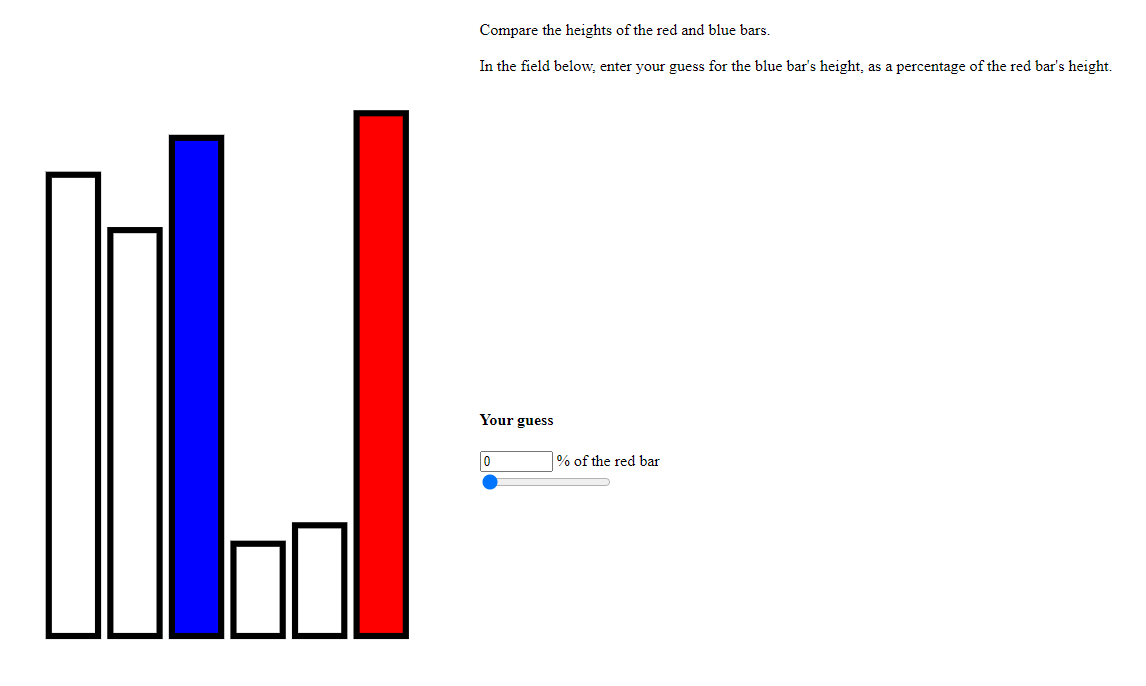 Compare the heights of the red and blue bars.
In the field below, enter your guess for the blue bar's height, as a percentage of the red bar's height.
Your guess
0 % of the red bar